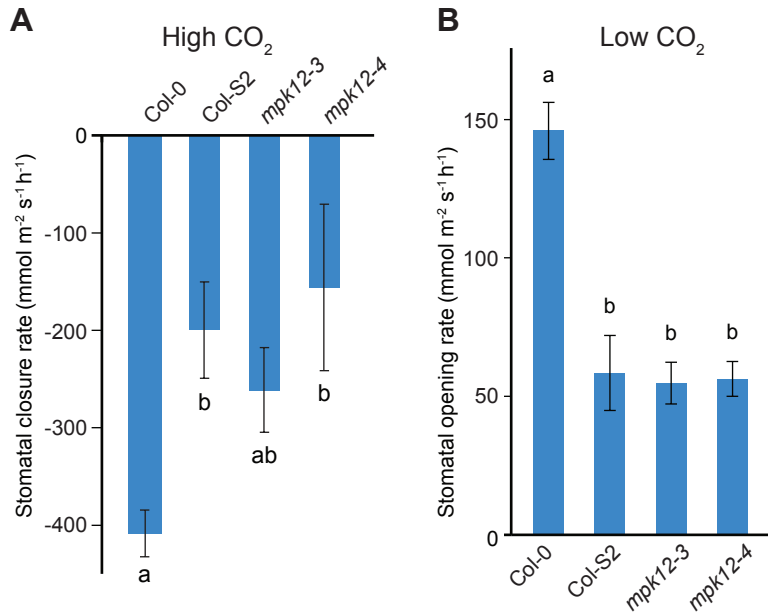 A
High CO₂
Col-0
Col-S2
mpk12-3
mpk12-4
Stomatal closure rate (mmol m⁻² s⁻¹ h⁻¹)
0
-100
-200
-300
-400
a
b
ab
b
B
Low CO₂
Stomatal opening rate (mmol m⁻² s⁻¹ h⁻¹)
150
100
50
0
a
b
b
b
Col-0
Col-S2
mpk12-3
mpk12-4